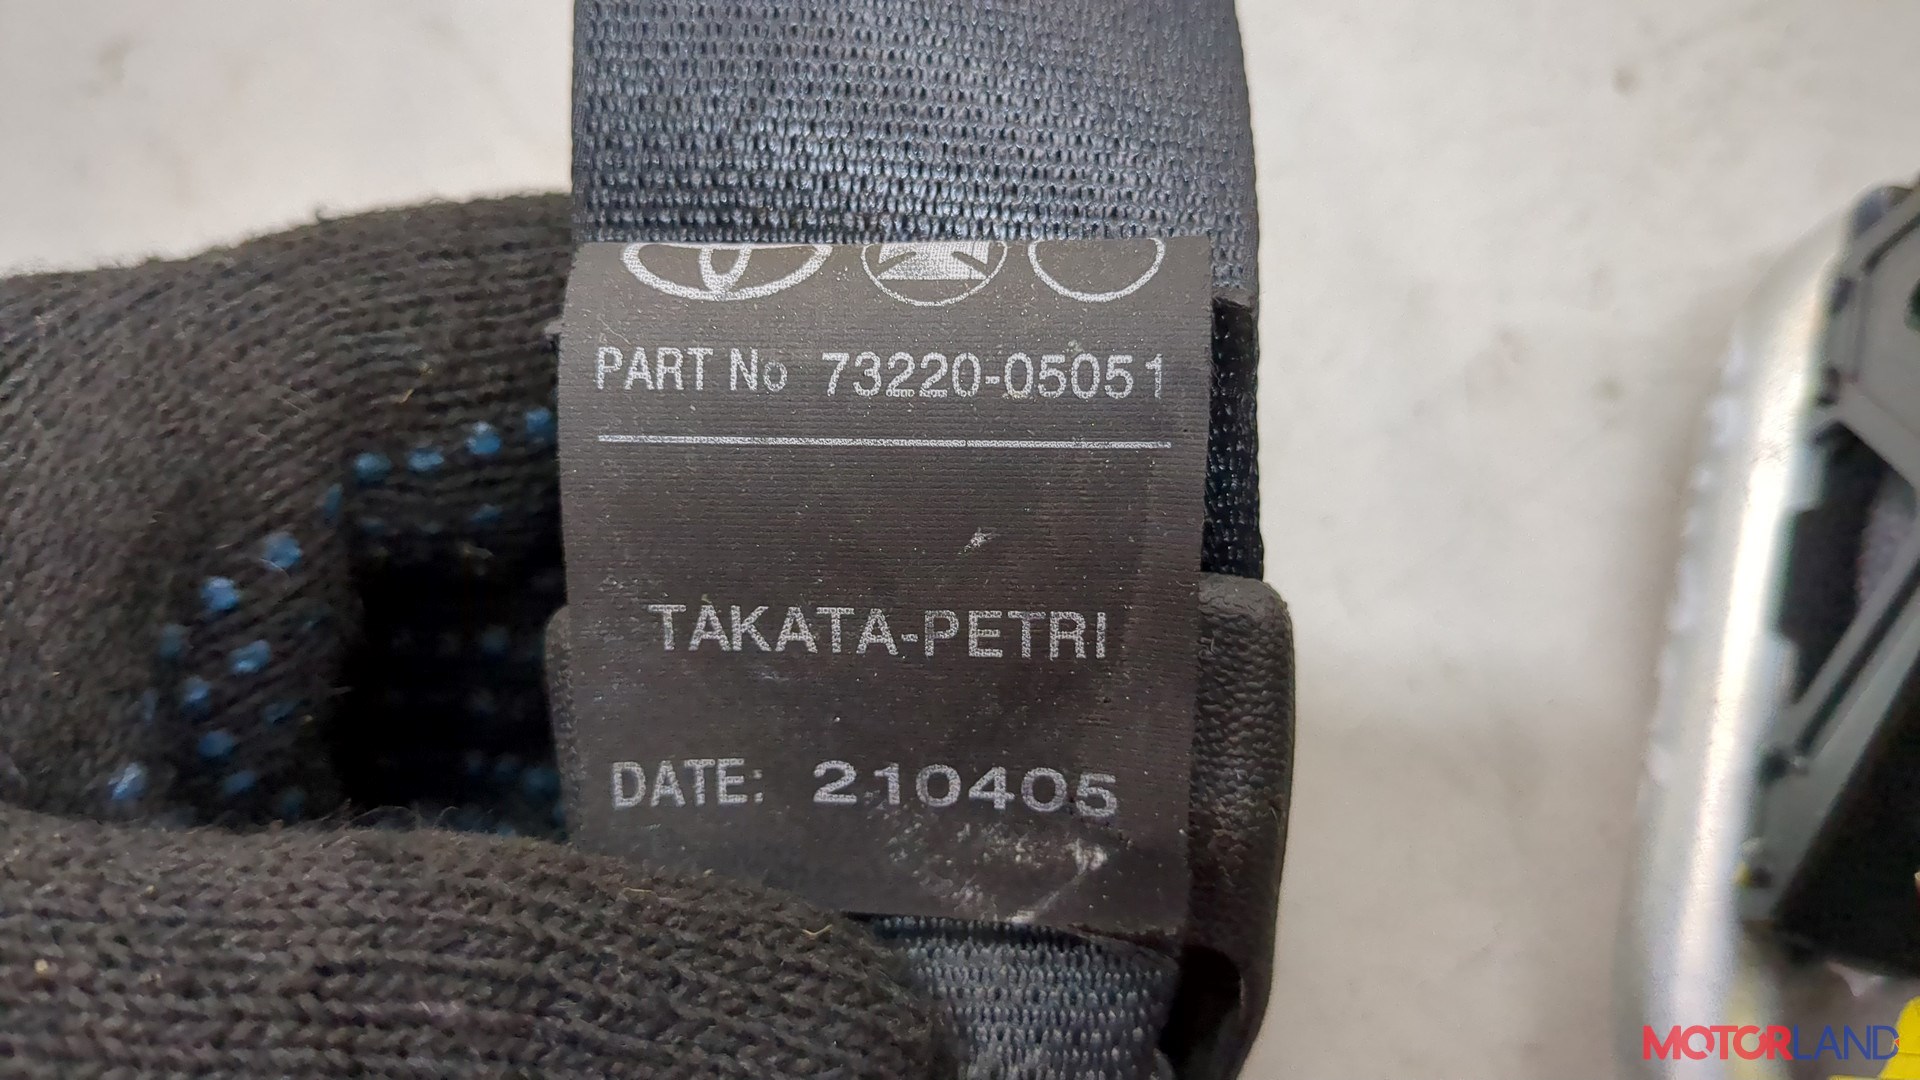 PART No 73220-05051
TAKATA-PETRI
DATE: 210405
MOTORLAND